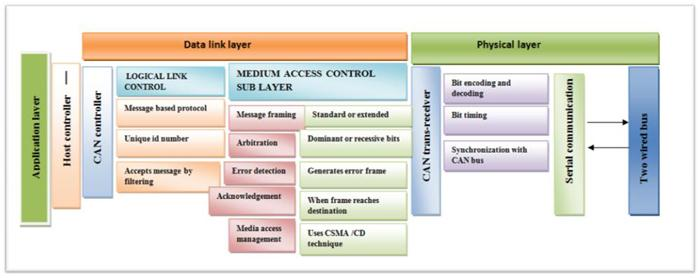 Data link layer
Physical layer
Application layer
Host controller
CAN controller
LOGICAL LINK
CONTROL
Message based protocol
Unique id number
Accepts message by
filtering
MEDIUM ACCESS CONTROL
SUB LAYER
Message framing
Standard or extended
Arbitration
Dominant or recessive bits
Error detection
Generates error frame
Acknowledgement
When frame reaches
destination
Media access
management
Uses CSMA /CD
technique
CAN trans-receiver
Bit encoding and
decoding
Bit timing
Synchronization with
CAN bus
Serial communication
Two wired bus